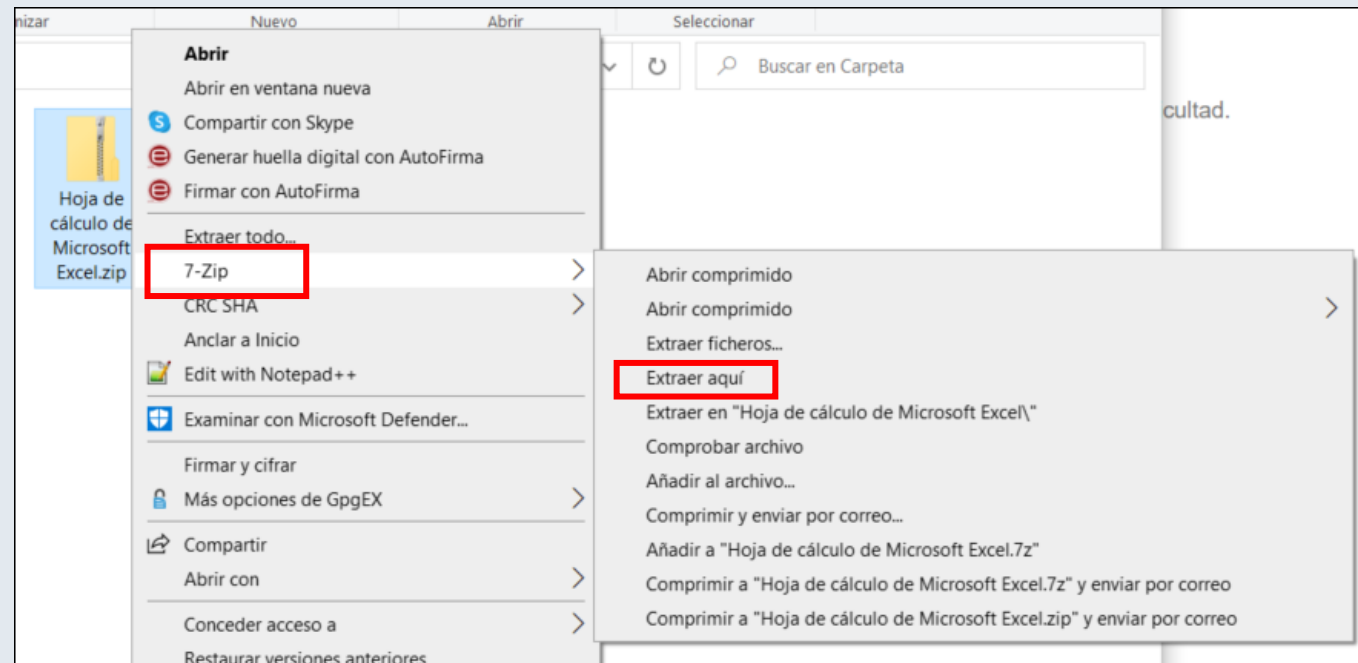 nizar
Nuevo
Abrir
Seleccionar
Buscar en Carpeta
cultad.
Hoja de
cálculo de
Microsoft
Excel.zip
Abrir
Abrir en ventana nueva
Compartir con Skype
Generar huella digital con AutoFirma
Firmar con AutoFirma
Extraer todo...
7-Zip
CRC SHA
Anclar a Inicio
Edit with Notepad++
Examinar con Microsoft Defender...
Firmar y cifrar
Más opciones de GpgEX
Compartir
Abrir con
Conceder acceso a
Restaurar versiones anteriores
Abrir comprimido
Abrir comprimido
Extraer ficheros...
Extraer aquí
Extraer en "Hoja de cálculo de Microsoft Excel\"
Comprobar archivo
Añadir al archivo...
Comprimir y enviar por correo...
Añadir a "Hoja de cálculo de Microsoft Excel.7z"
Comprimir a "Hoja de cálculo de Microsoft Excel.7z" y enviar por correo
Comprimir a "Hoja de cálculo de Microsoft Excel.zip" y enviar por correo